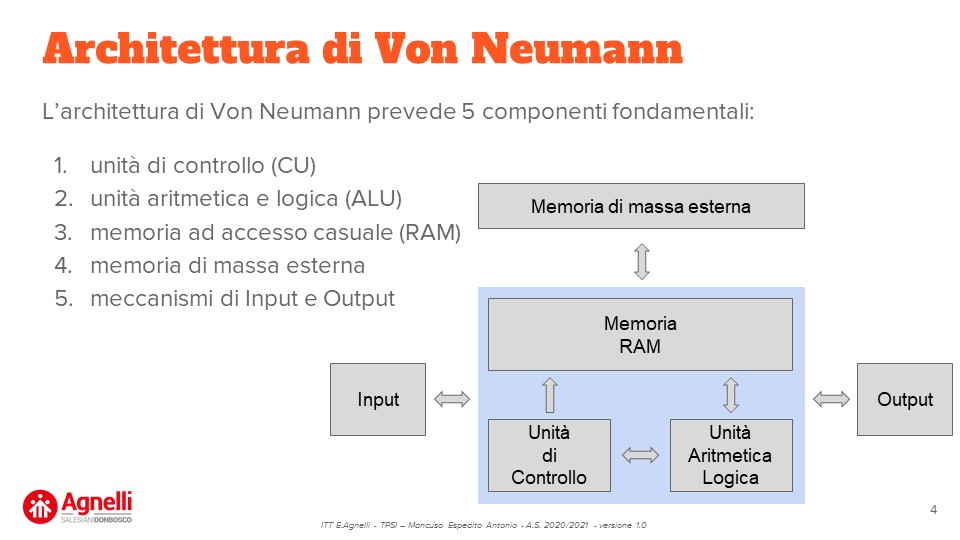 Architettura di Von Neumann
L’architettura di Von Neumann prevede 5 componenti fondamentali:
1. unità di controllo (CU)
2. unità aritmetica e logica (ALU)
3. memoria ad accesso casuale (RAM)
4. memoria di massa esterna
5. meccanismi di Input e Output
Memoria di massa esterna
Memoria
RAM
Input
Output
Unità
di
Controllo
Unità
Aritmetica
Logica
Agnelli
SALESIANIDONBOSCO
ITT E.Agnelli - TPSI – Mancuso Espedito Antonio - A.S. 2020/2021 - versione 1.0
4